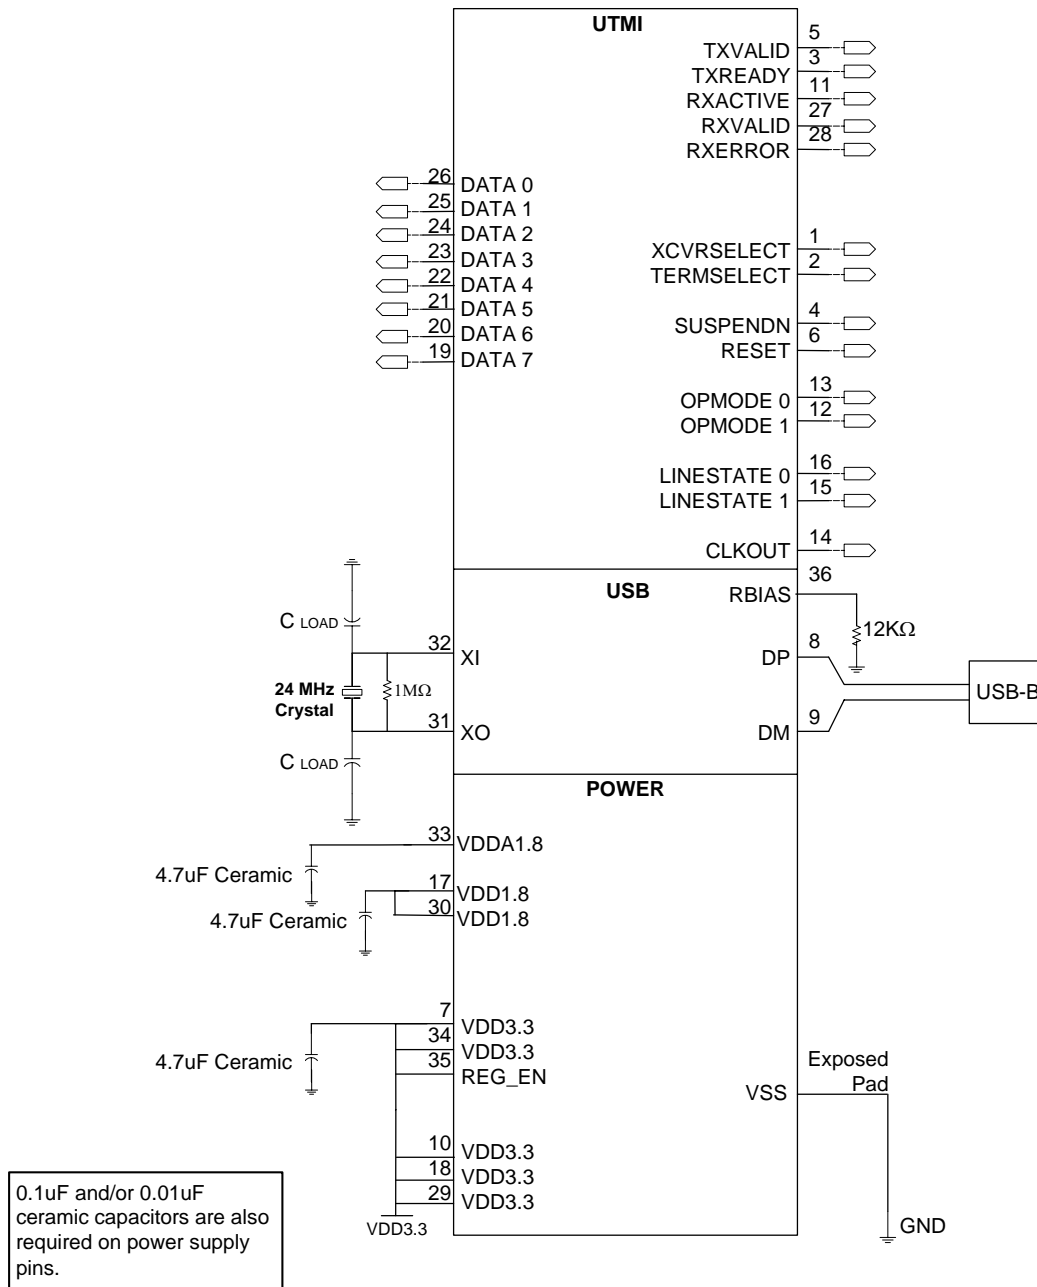 UTMI
5
TXVALID
3
TXREADY
11
RXACTIVE
27
RXVALID
28
RXERROR
26
DATA 0
25
DATA 1
24
DATA 2
23
DATA 3
22
DATA 4
21
DATA 5
20
DATA 6
19
DATA 7
1
XCVRSELECT
2
TERMSELECT
4
SUSPENDN
6
RESET
13
OPMODE 0
12
OPMODE 1
16
LINESTATE 0
15
LINESTATE 1
14
CLKOUT
USB
36
RBIAS
12KΩ
C LOAD
32
XI
24 MHz
Crystal
1MΩ
31
XO
C LOAD
8
DP
9
DM
USB-B
POWER
33
VDDA1.8
4.7uF Ceramic
17
VDD1.8
4.7uF Ceramic
30
VDD1.8
7
VDD3.3
34
VDD3.3
4.7uF Ceramic
35
REG_EN
10
VDD3.3
18
VDD3.3
29
VDD3.3
VDD3.3
Exposed
Pad
VSS
GND
0.1uF and/or 0.01uF
ceramic capacitors are also
required on power supply
pins.